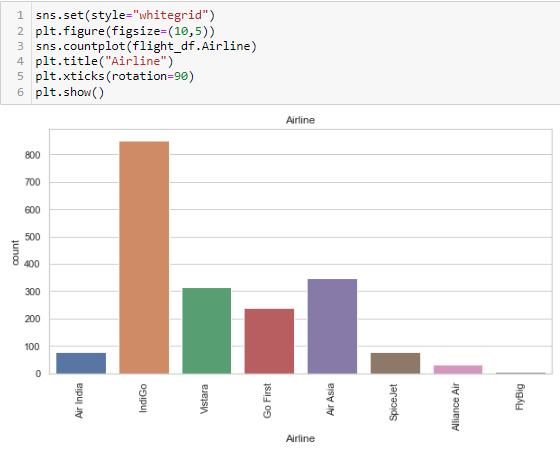 1 sns.set(style="whitegrid")
2 plt.figure(figsize=(10,5))
3 sns.countplot(flight_df.Airline)
4 plt.title("Airline")
5 plt.xticks(rotation=90)
6 plt.show()
Airline
800
700
600
500
400
300
200
100
0
count
Air India
IndiGo
Vistara
Go First
Air Asia
SpiceJet
Alliance Air
FlyBig
Airline